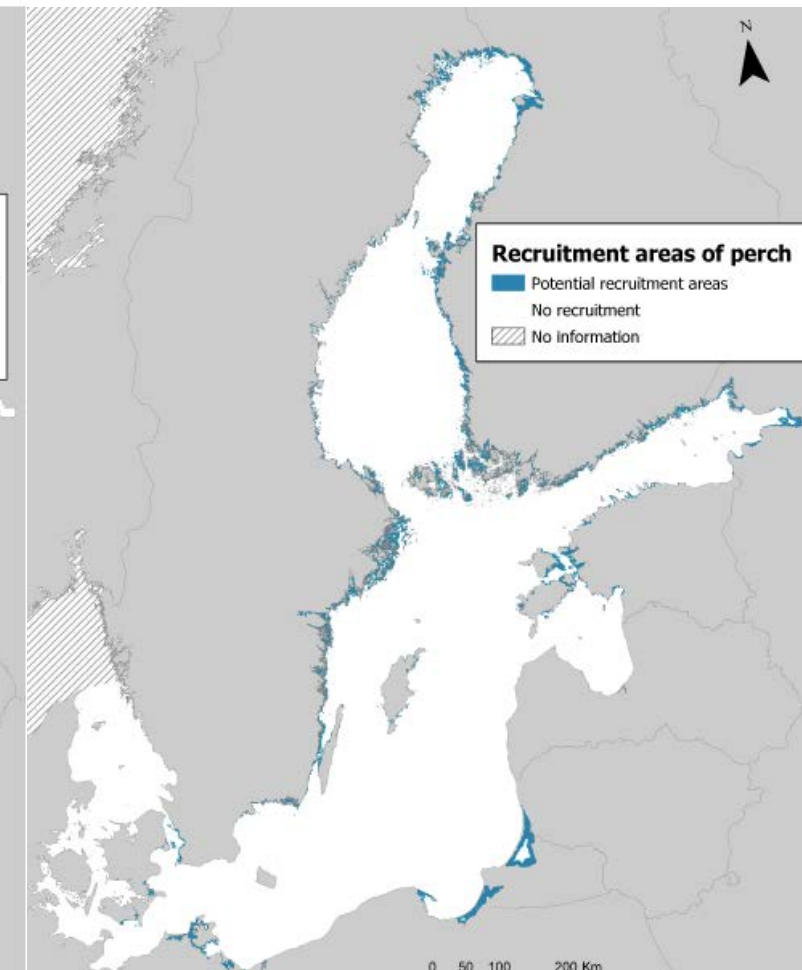 N
Recruitment areas of perch
Potential recruitment areas
No recruitment
No information
0 50 100 200 Km